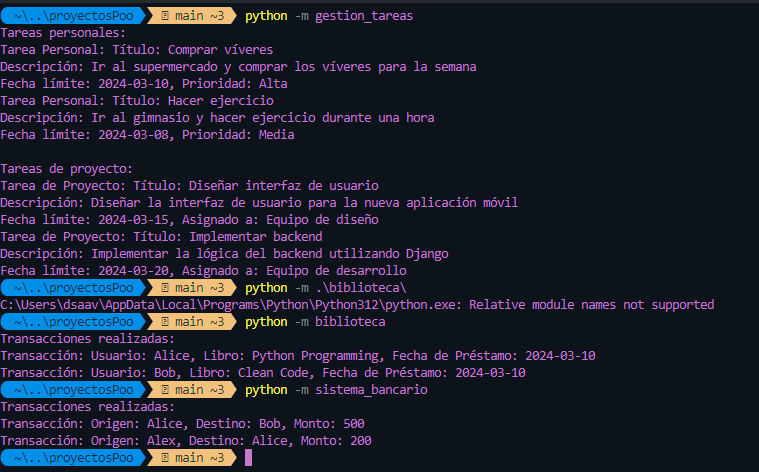 ~\..\proyectosPoo main ~3 python -m gestion_tareas
Tareas personales:
Tarea Personal: Título: Comprar víveres
Descripción: Ir al supermercado y comprar los víveres para la semana
Fecha límite: 2024-03-10, Prioridad: Alta
Tarea Personal: Título: Hacer ejercicio
Descripción: Ir al gimnasio y hacer ejercicio durante una hora
Fecha límite: 2024-03-08, Prioridad: Media
Tareas de proyecto:
Tarea de Proyecto: Título: Diseñar interfaz de usuario
Descripción: Diseñar la interfaz de usuario para la nueva aplicación móvil
Fecha límite: 2024-03-15, Asignado a: Equipo de diseño
Tarea de Proyecto: Título: Implementar backend
Descripción: Implementar la lógica del backend utilizando Django
Fecha límite: 2024-03-20, Asignado a: Equipo de desarrollo
~\..\proyectosPoo main ~3 python -m .\biblioteca\
C:\Users\dsaav\AppData\Local\Programs\Python\Python312\python.exe: Relative module names not supported
~\..\proyectosPoo main ~3 python -m biblioteca
Transacciones realizadas:
Transacción: Usuario: Alice, Libro: Python Programming, Fecha de Préstamo: 2024-03-10
Transacción: Usuario: Bob, Libro: Clean Code, Fecha de Préstamo: 2024-03-10
~\..\proyectosPoo main ~3 python -m sistema_bancario
Transacciones realizadas:
Transacción: Origen: Alice, Destino: Bob, Monto: 500
Transacción: Origen: Alex, Destino: Alice, Monto: 200
~\..\proyectosPoo main ~3